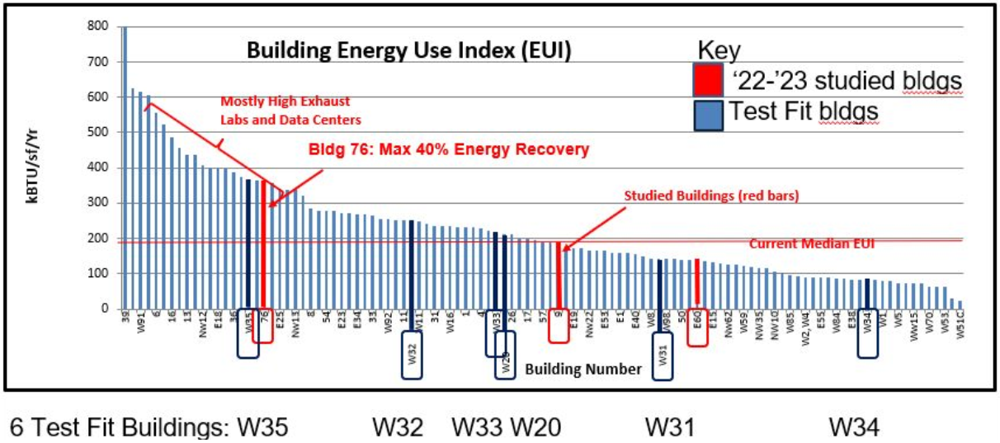 Building Energy Use Index (EUI)
Key
'22-'23 studied bldgs
Test Fit bldgs
Mostly High Exhaust
Labs and Data Centers
Bldg 76: Max 40% Energy Recovery
Studied Buildings (red bars)
Current Median EUI
kBTU/sf/Yr
800
700
600
500
400
300
200
100
0
39 W91 6 16 13 NW12 E18 36 W35 76 E25 NW13 8 54 E23 E34 33 W92 11 W11 31 W16 1 4 W33 26 17 57 9 E19 NW22 E53 E1 E40 W8 W98 50 E60 E15 NW62 W59 NW35 NW10 W85 W2, W4 E55 W84 E38 W34 W1 W5 WW15 W70 W53 W51C
W32 W20 W31
Building Number
6 Test Fit Buildings: W35 W32 W33 W20 W31 W34